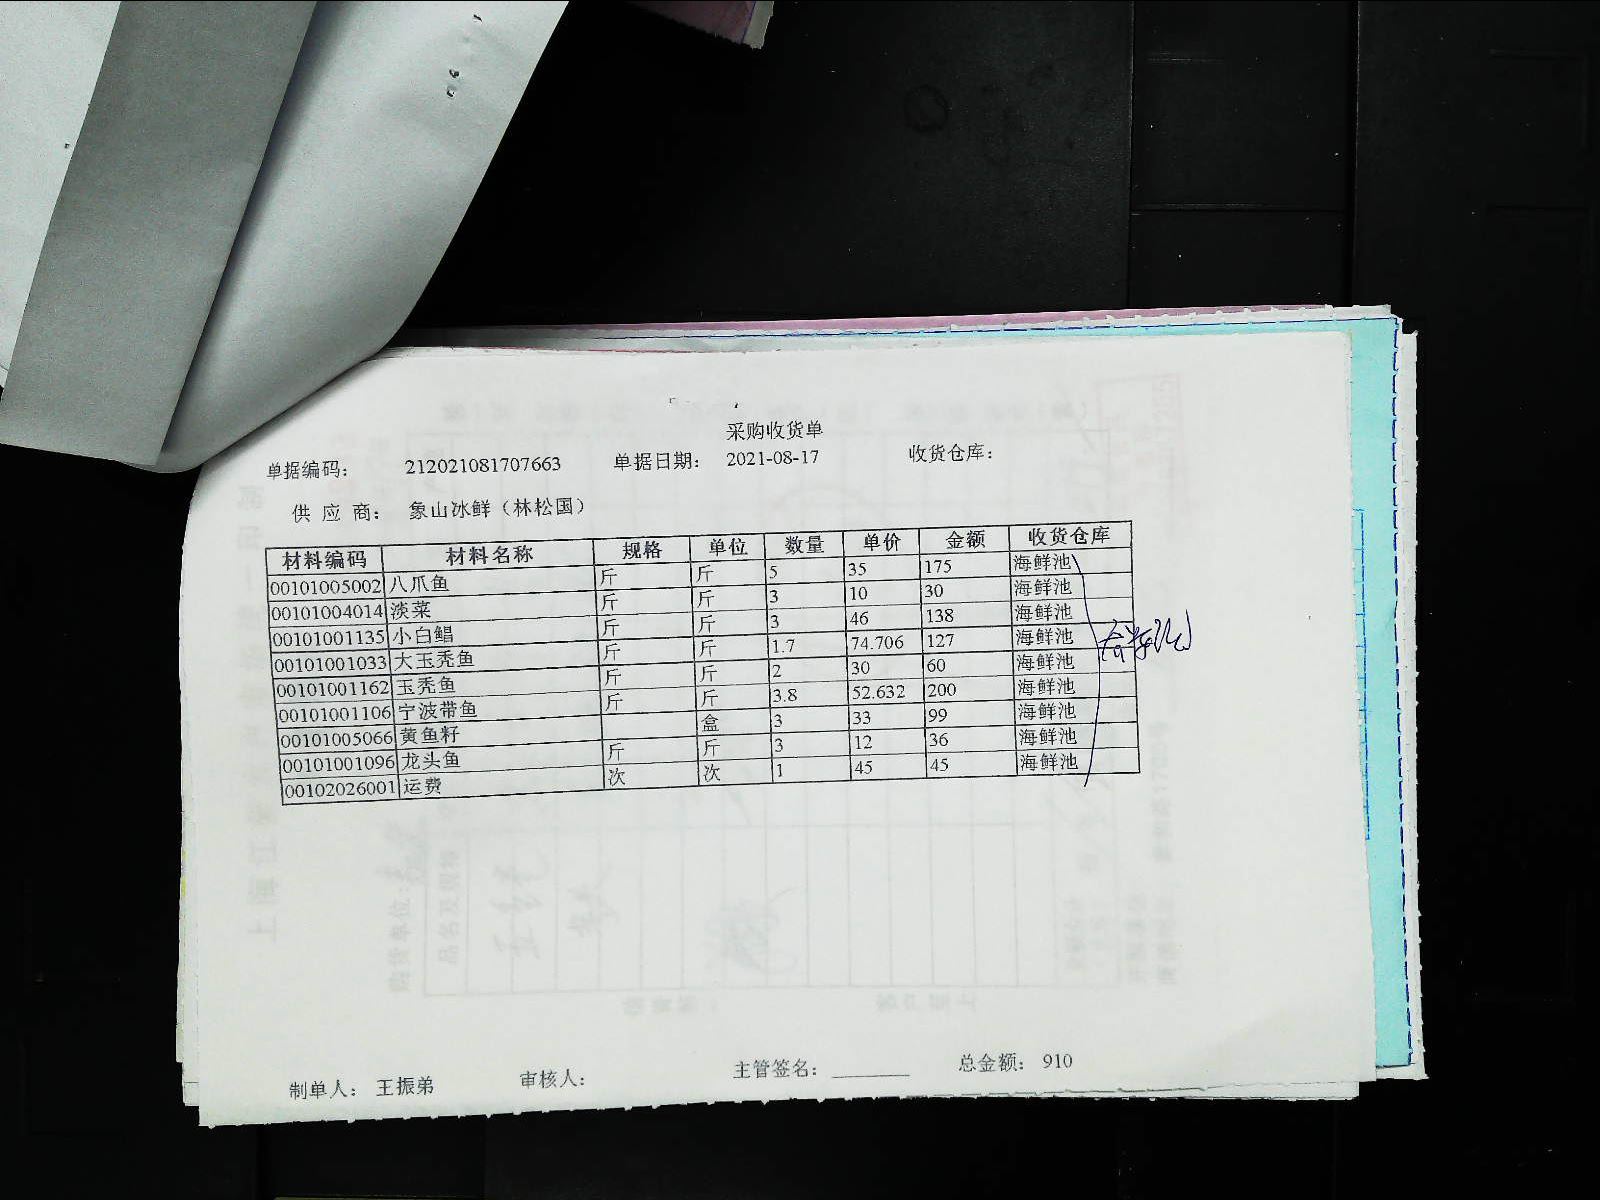 采购收货单
单据编码： 212021081707663 单据日期： 2021-08-17 收货仓库：
供 应 商： 象山冰鲜（林松国）
材料编码 材料名称 规格 单位 数量 单价 金额 收货仓库
00101005002 八爪鱼 斤 斤 5 35 175 海鲜池
00101004014 淡菜 斤 斤 3 10 30 海鲜池
00101001135 小白鲳 斤 斤 3 46 138 海鲜池
00101001033 大玉秃鱼 斤 斤 1.7 74.706 127 海鲜池
00101001162 玉秃鱼 斤 斤 2 30 60 海鲜池
00101001106 宁波带鱼 斤 斤 3.8 52.632 200 海鲜池
00101005066 黄鱼籽 盒 3 33 99 海鲜池
00101001096 龙头鱼 斤 斤 3 12 36 海鲜池
00102026001 运费 次 次 1 45 45 海鲜池
制单人： 王振弟 审核人： 主管签名： 总金额： 910